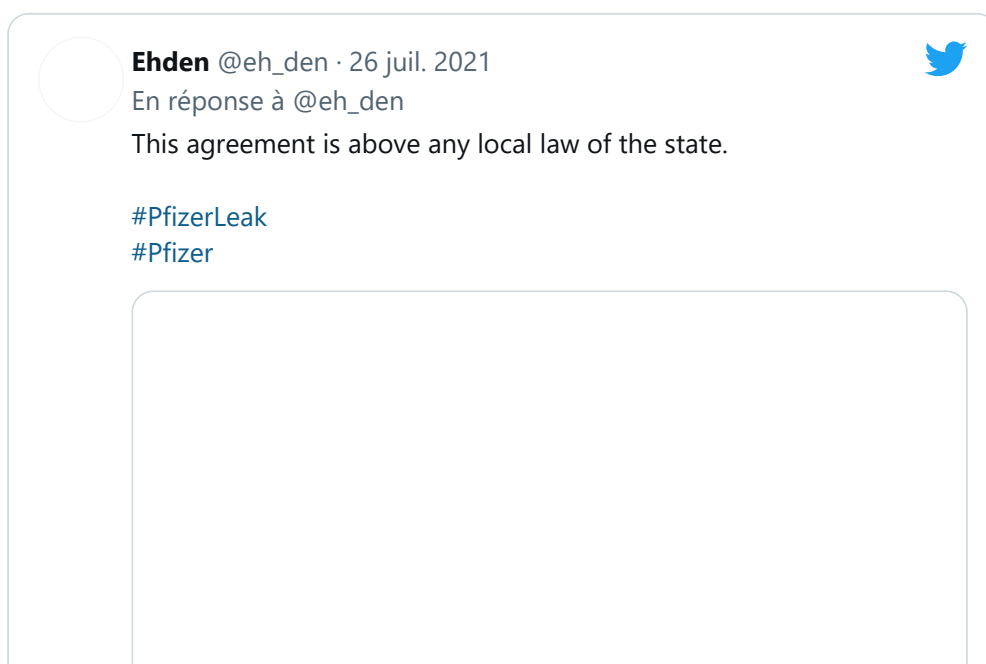 Ehden @eh_den · 26 juil. 2021
En réponse à @eh_den
This agreement is above any local law of the state.
#PfizerLeak
#Pfizer